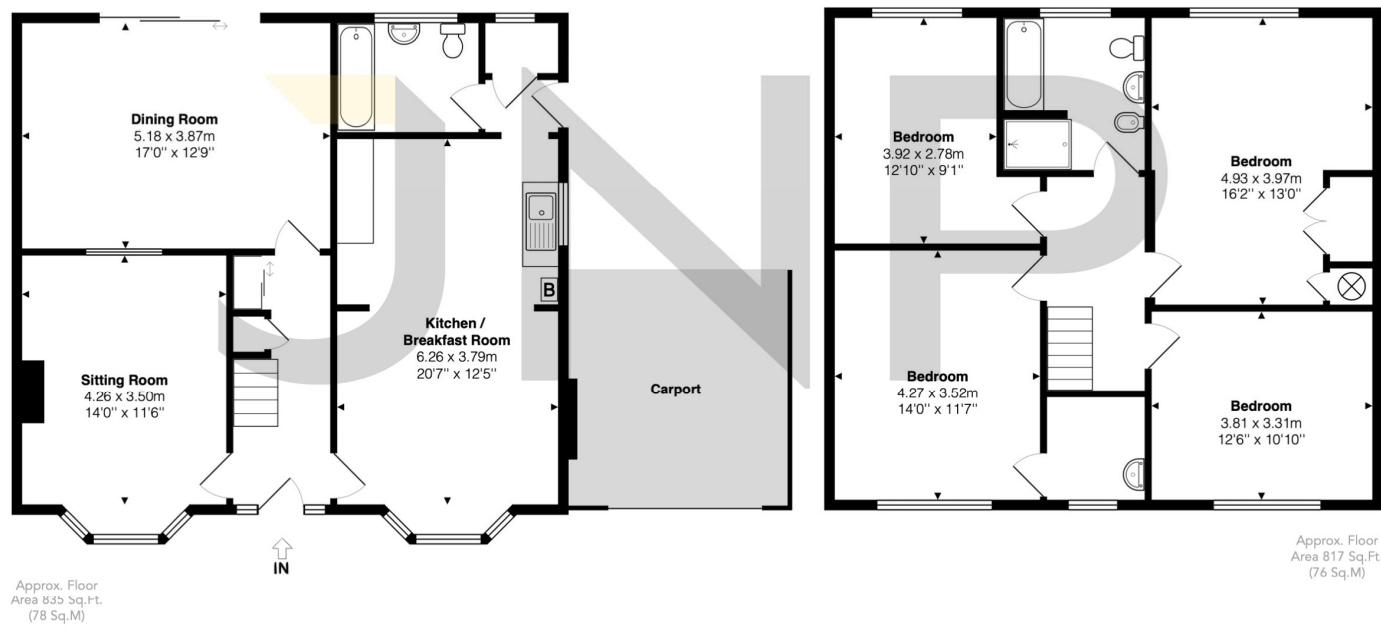 Dining Room
5.18 x 3.87m
17'0'' x 12'9''
Sitting Room
4.26 x 3.50m
14'0'' x 11'6''
Kitchen /
Breakfast Room
6.26 x 3.79m
20'7'' x 12'5''
B
Carport
IN
Approx. Floor
Area 835 Sq.Ft.
(78 Sq.M)
Bedroom
3.92 x 2.78m
12'10'' x 9'1''
Bedroom
4.93 x 3.97m
16'2'' x 13'0''
Bedroom
4.27 x 3.52m
14'0'' x 11'7''
Bedroom
3.81 x 3.31m
12'6'' x 10'10''
Approx. Floor
Area 817 Sq.Ft.
(76 Sq.M)
JNP